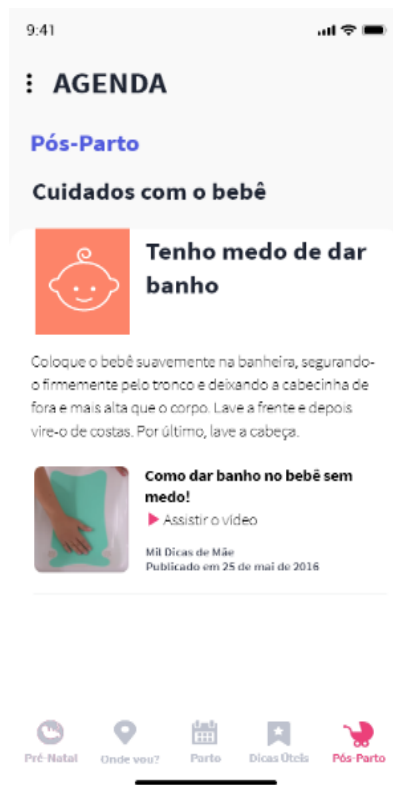 9:41
AGENDA
Pós-Parto
Cuidados com o bebê
Tenho medo de dar
banho
Coloque o bebê suavemente na banheira, segurando-
o firmemente pelo tronco e deixando a cabecinha de
fora e mais alta que o corpo. Lave a frente e depois
vire-o de costas. Por último, lave a cabeça.
Como dar banho no bebê sem
medo!
Assistir o vídeo
Mil Dicas de Mãe
Publicado em 25 de mai de 2016
Pré-Natal
Onde vou?
Parto
Dicas Úteis
Pós-Parto